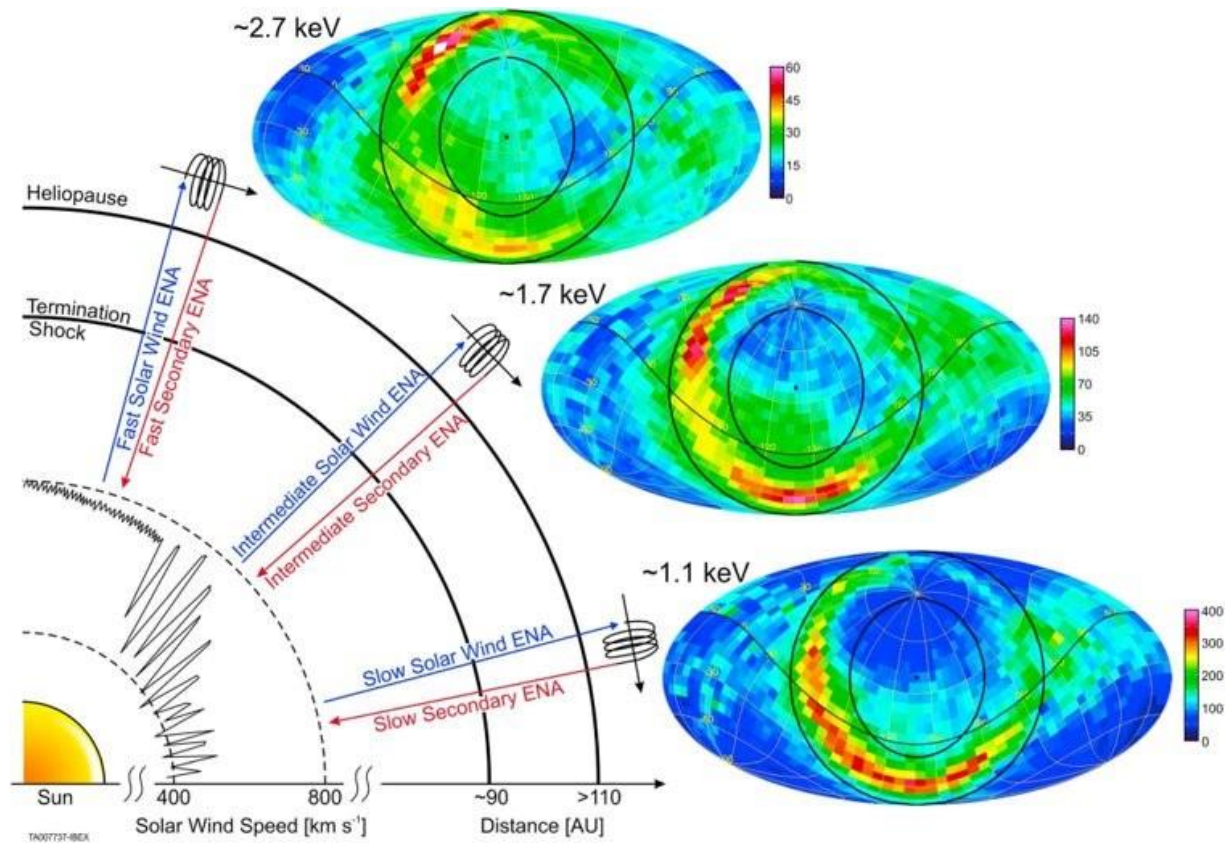 ~2.7 keV
60
45
30
15
0
Heliopause
Termination
Shock
Fast Solar Wind ENA
Fast Secondary ENA
~1.7 keV
140
105
70
35
0
Intermediate Solar Wind ENA
Intermediate Secondary ENA
~1.1 keV
400
300
200
100
0
Slow Solar Wind ENA
Slow Secondary ENA
Sun
400
800
~90
>110
Solar Wind Speed [km s⁻¹]
Distance [AU]
TA007737-IBEX